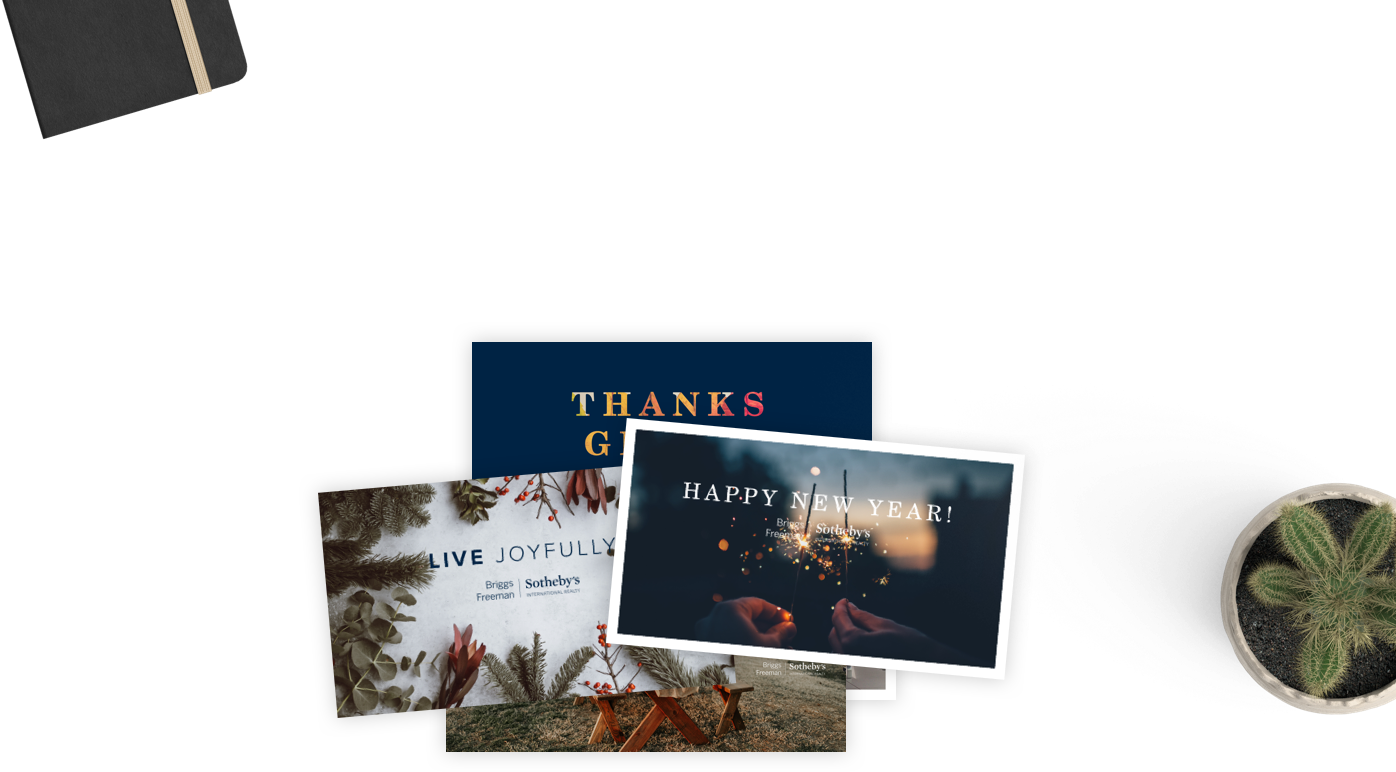 THANKS
G
LIVE JOYFULLY
Briggs
Freeman
Sotheby's
INTERNATIONAL REALTY
HAPPY NEW YEAR!
Briggs
Freeman
Sotheby's
Briggs
Freeman
Sotheby's